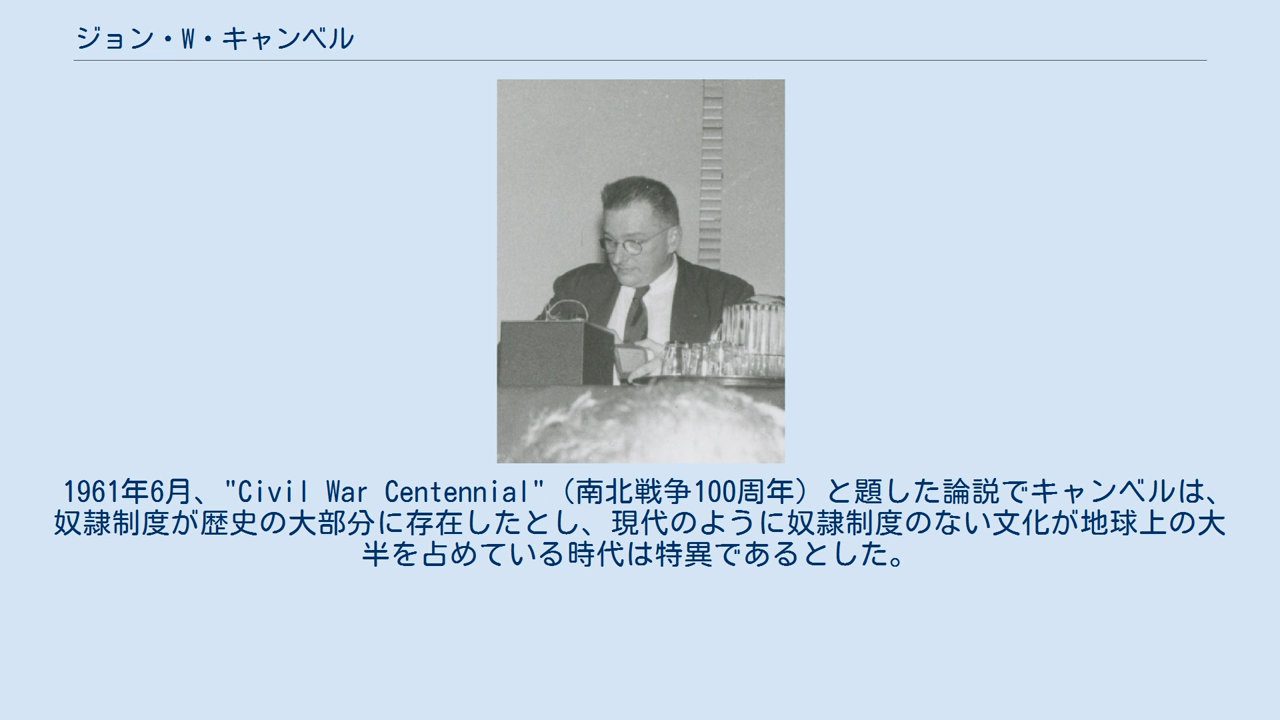 ジョン・W・キャンベル
1961年6月、"Civil War Centennial"（南北戦争100周年）と題した論説でキャンベルは、
奴隷制度が歴史の大部分に存在したとし、現代のように奴隷制度のない文化が地球上の大
半を占めている時代は特異であるとした。